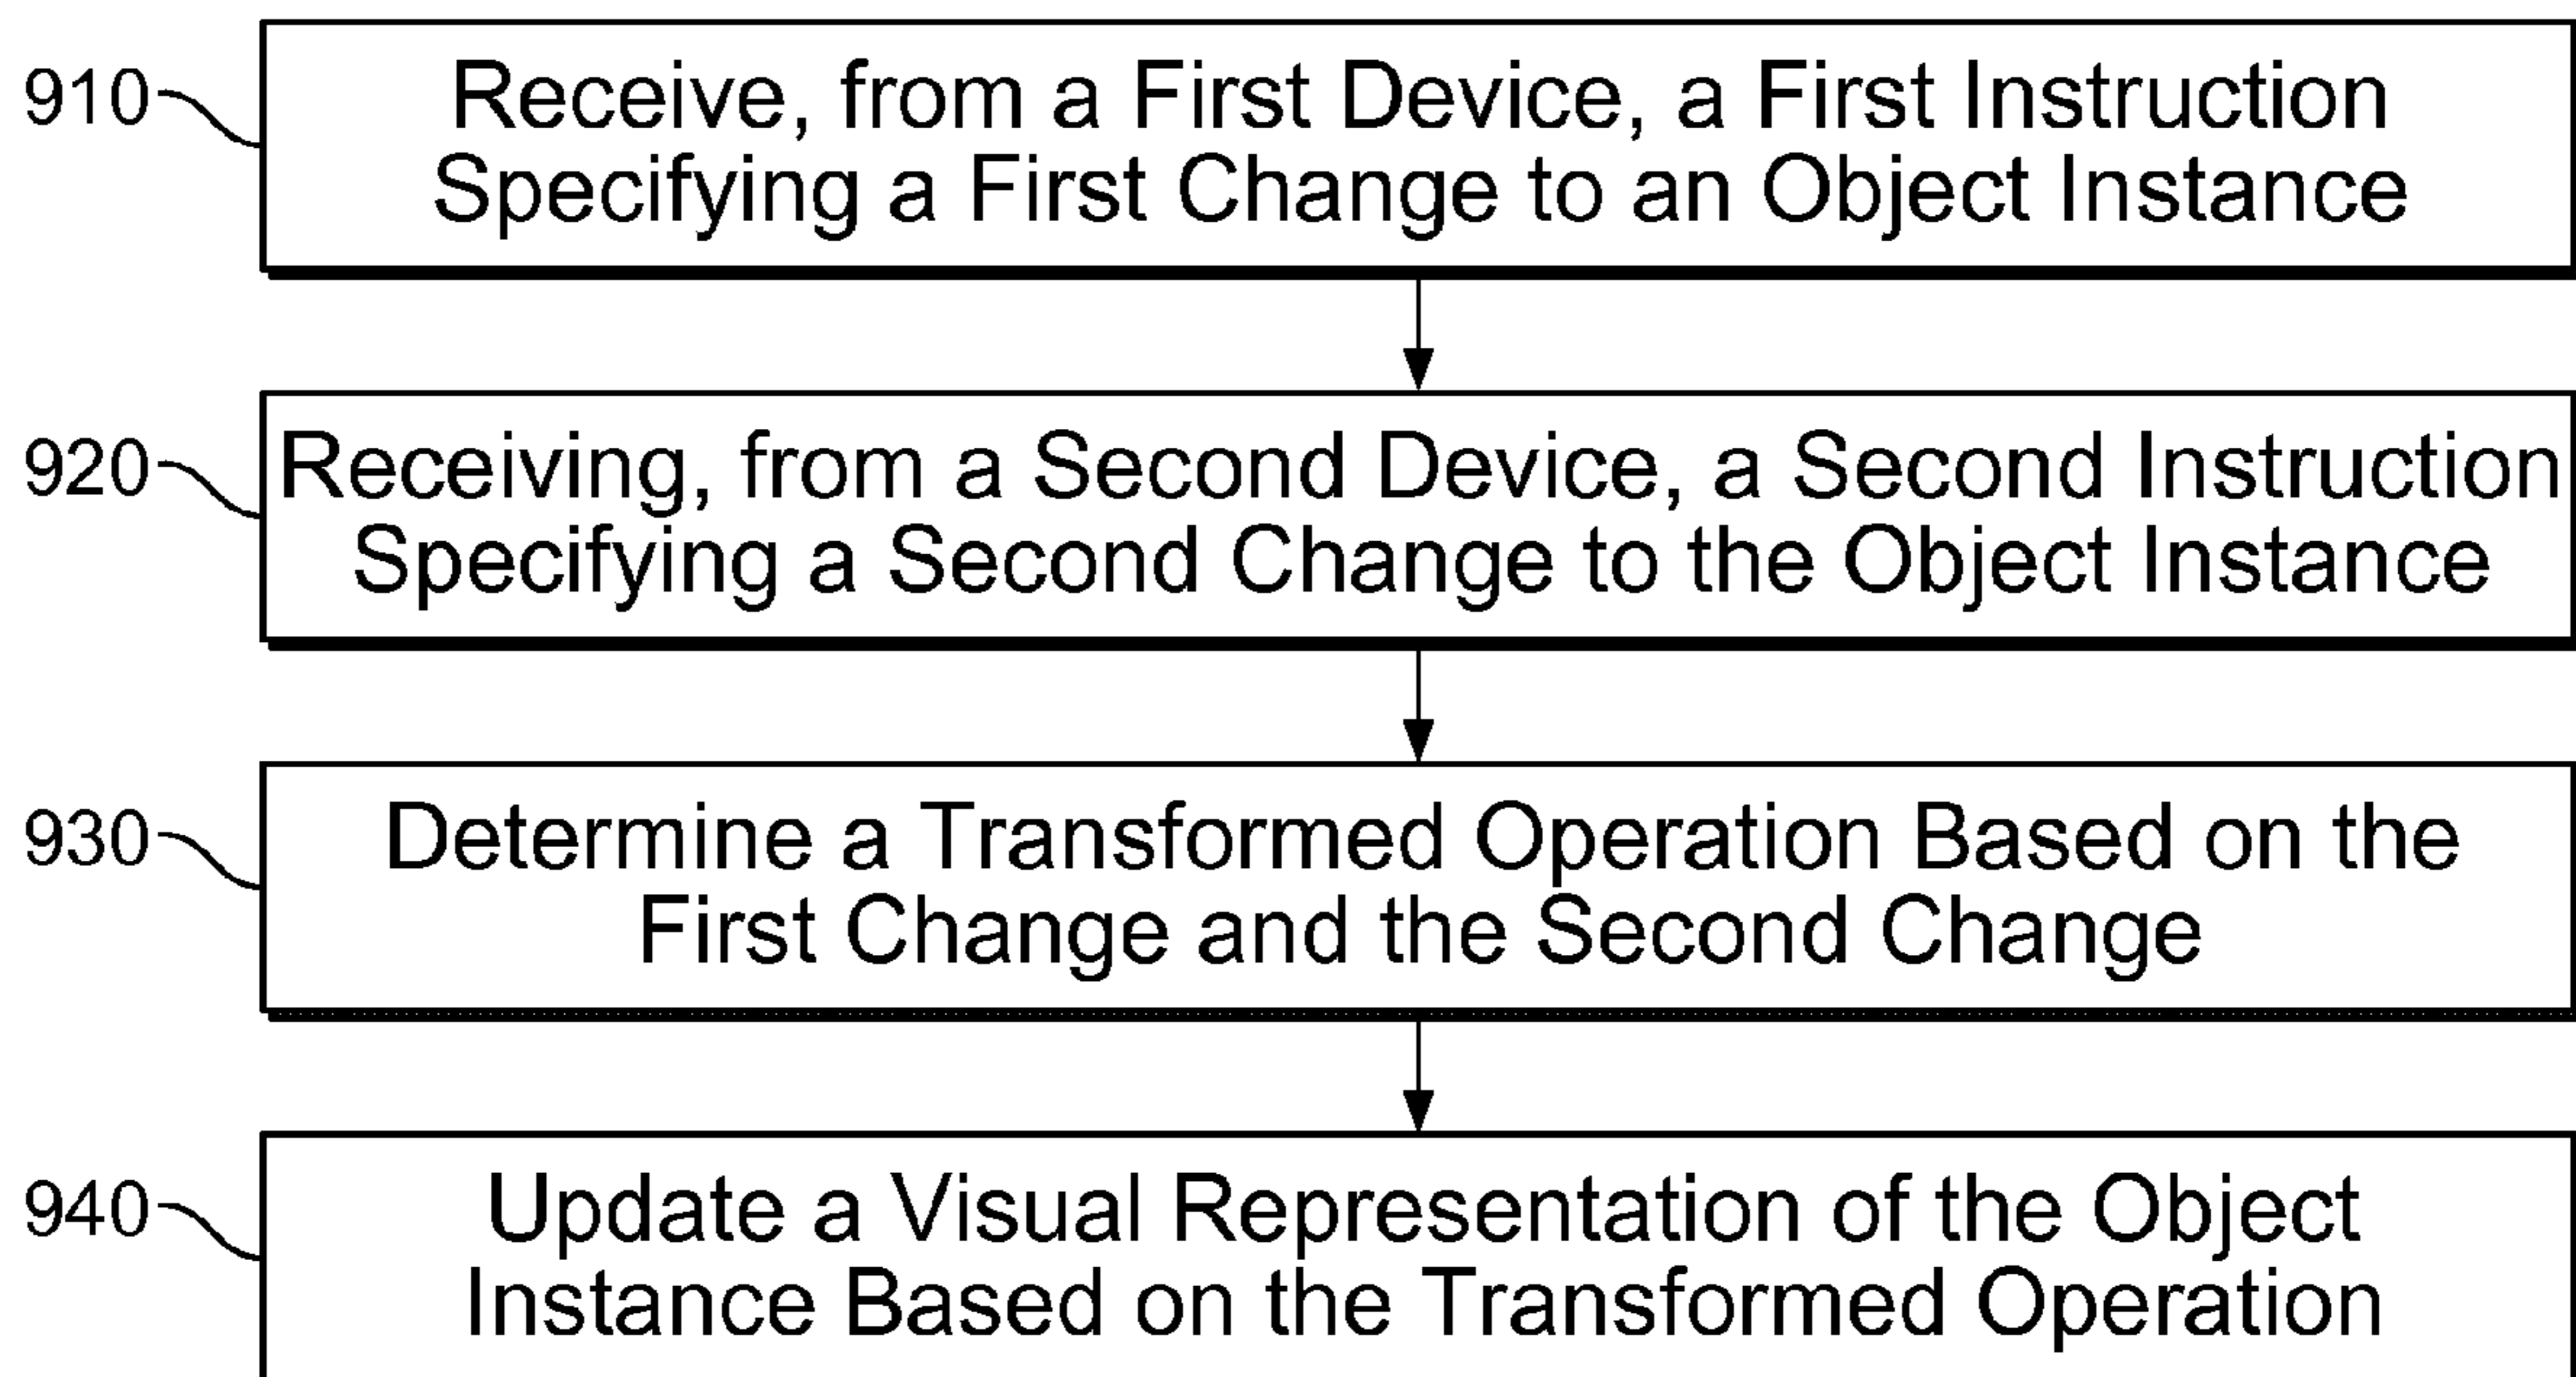 910
Receive, from a First Device, a First Instruction
Specifying a First Change to an Object Instance
920
Receiving, from a Second Device, a Second Instruction
Specifying a Second Change to the Object Instance
930
Determine a Transformed Operation Based on the
First Change and the Second Change
940
Update a Visual Representation of the Object
Instance Based on the Transformed Operation